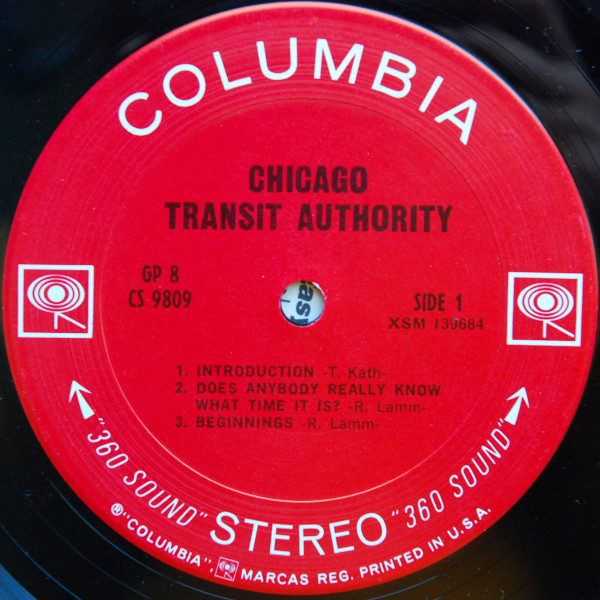 COLUMBIA
CHICAGO
TRANSIT AUTHORITY
GP 8
CS 9809
SIDE 1
XSM 139684
easy
1. INTRODUCTION -T. Kath-
2. DOES ANYBODY REALLY KNOW
WHAT TIME IT IS? -R. Lamm-
3. BEGINNINGS -R. Lamm-
"360 SOUND" STEREO "360 SOUND"
® "COLUMBIA", MARCAS REG. PRINTED IN U.S.A.